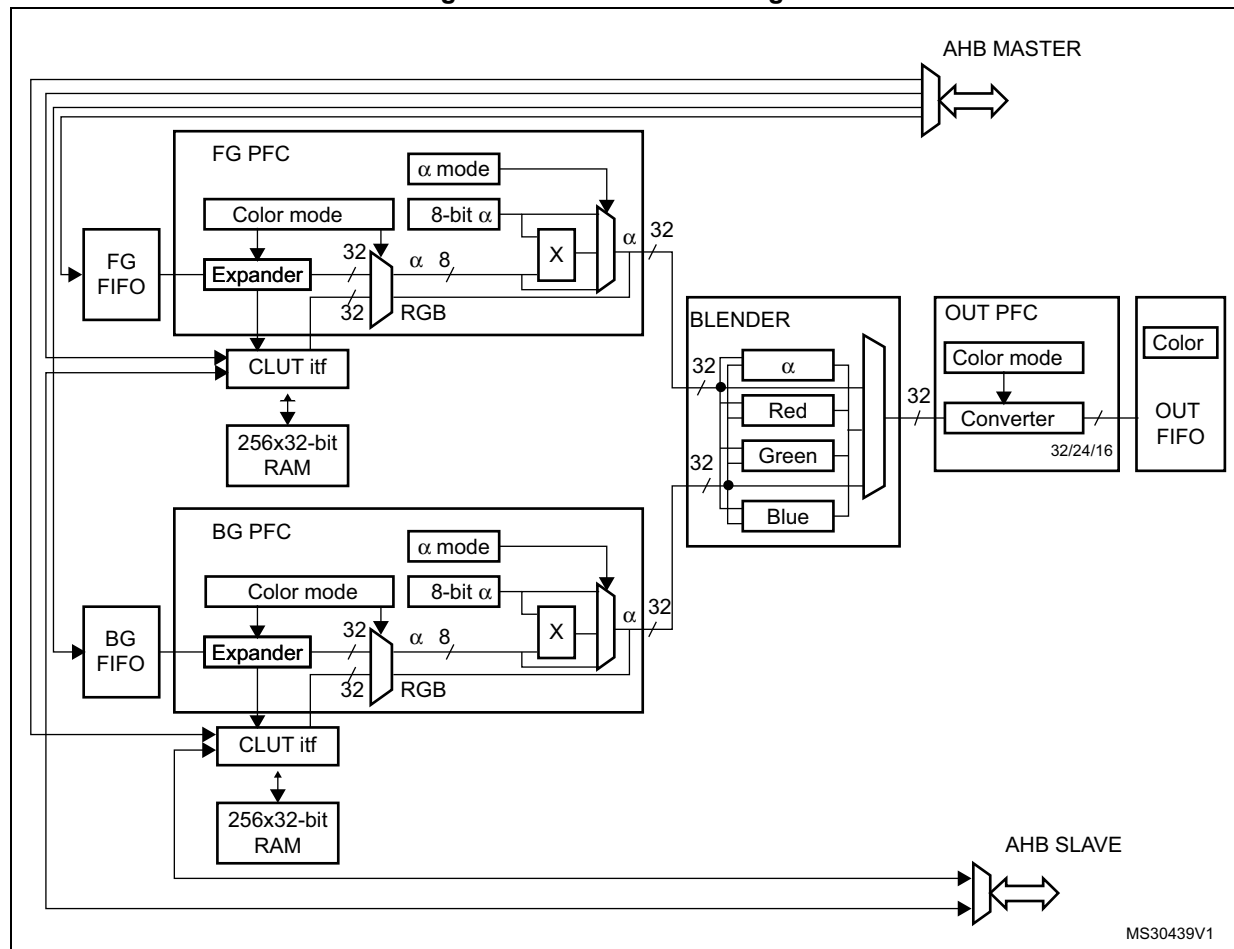 AHB MASTER
FG PFC
α mode
Color mode
8-bit α
32
α
8
X
α
32
FG
FIFO
Expander
32
RGB
CLUT itf
256x32-bit
RAM
BLENDER
32
α
Red
Green
Blue
32
32
OUT PFC
Color mode
Converter
32/24/16
Color
OUT
FIFO
BG PFC
α mode
Color mode
8-bit α
32
α
8
X
α
32
BG
FIFO
Expander
32
RGB
CLUT itf
256x32-bit
RAM
AHB SLAVE
MS30439V1